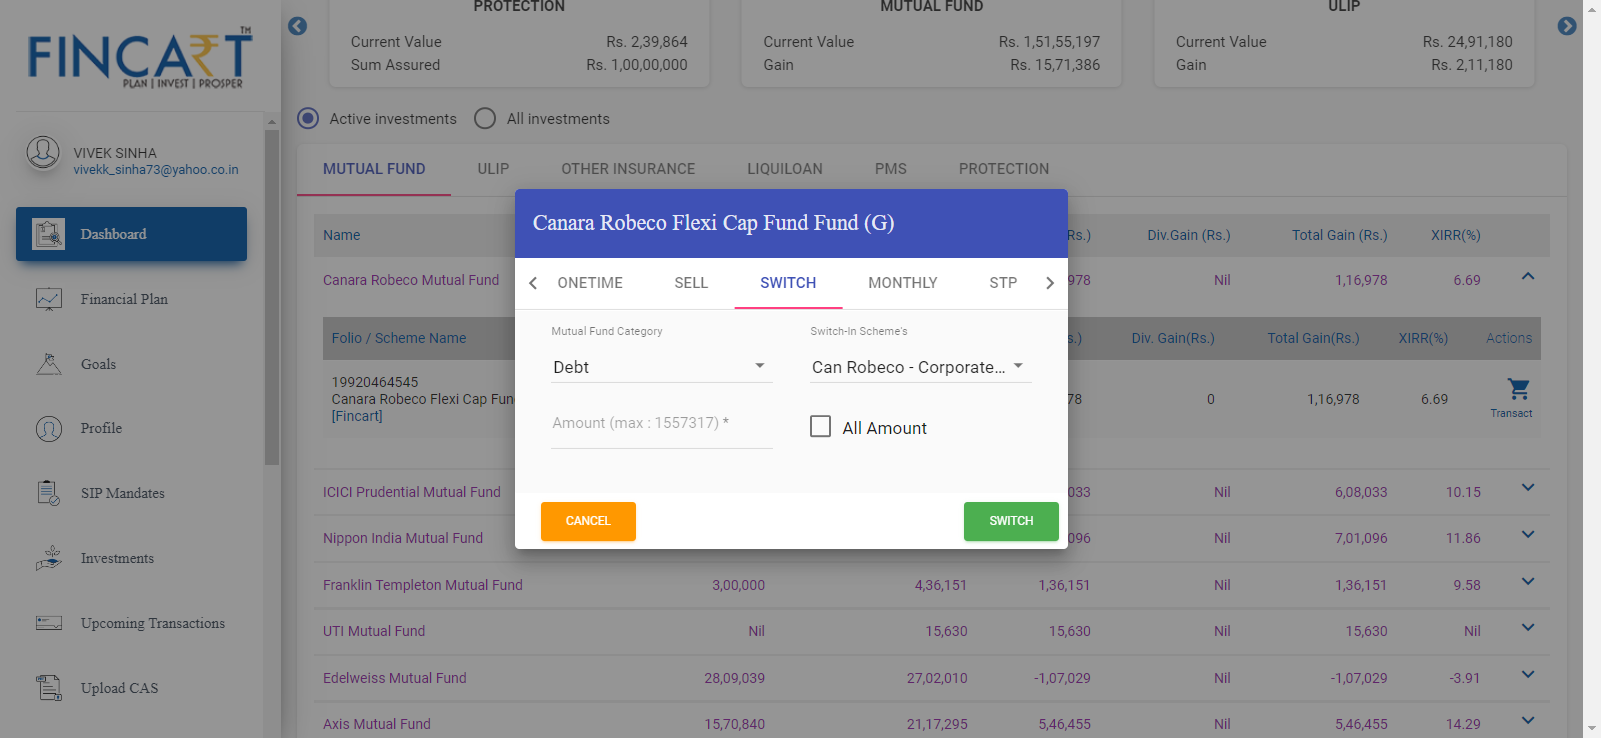 FINCART™
PLAN | INVEST | PROSPER
VIVEK SINHA
vivekk_sinha73@yahoo.co.in
Dashboard
Financial Plan
Goals
Profile
SIP Mandates
Investments
Upcoming Transactions
Upload CAS
PROTECTION
Current Value Rs. 2,39,864
Sum Assured Rs. 1,00,00,000
MUTUAL FUND
Current Value Rs. 1,51,55,197
Gain Rs. 15,71,386
ULIP
Current Value Rs. 24,91,180
Gain Rs. 2,11,180
Active investments All investments
MUTUAL FUND ULIP OTHER INSURANCE LIQUILOAN PMS PROTECTION
Name Rs.) Div.Gain (Rs.) Total Gain (Rs.) XIRR(%)
Canara Robeco Mutual Fund 978 Nil 1,16,978 6.69
Folio / Scheme Name s.) Div. Gain(Rs.) Total Gain(Rs.) XIRR(%) Actions
19920464545
Canara Robeco Flexi Cap Fun 78 0 1,16,978 6.69
[Fincart]
Transact
ICICI Prudential Mutual Fund 033 Nil 6,08,033 10.15
Nippon India Mutual Fund 096 Nil 7,01,096 11.86
Franklin Templeton Mutual Fund 3,00,000 4,36,151 1,36,151 Nil 1,36,151 9.58
UTI Mutual Fund Nil 15,630 15,630 Nil 15,630 Nil
Edelweiss Mutual Fund 28,09,039 27,02,010 -1,07,029 Nil -1,07,029 -3.91
Axis Mutual Fund 15,70,840 21,17,295 5,46,455 Nil 5,46,455 14.29
Canara Robeco Flexi Cap Fund Fund (G)
ONETIME SELL SWITCH MONTHLY STP
Mutual Fund Category Switch-In Scheme's
Debt Can Robeco - Corporate...
Amount (max : 1557317) * All Amount
CANCEL SWITCH